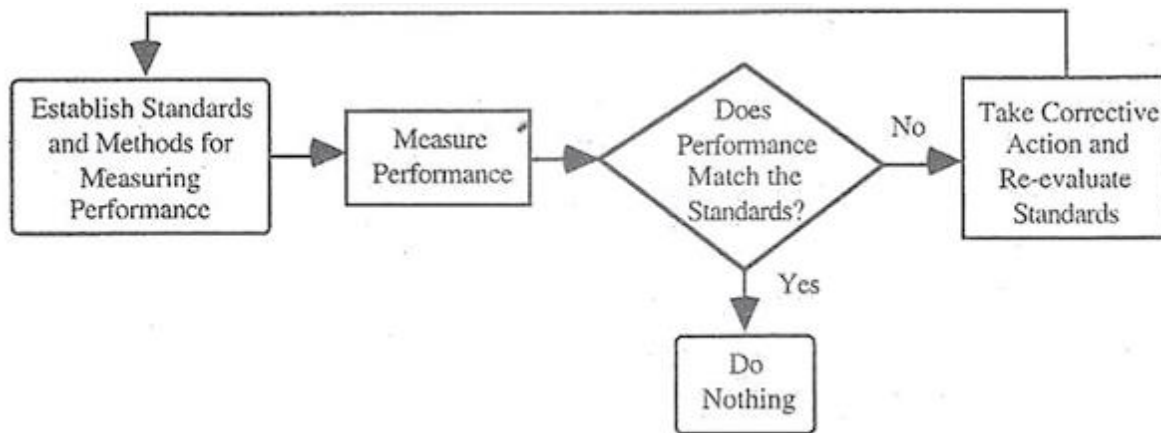 Establish Standards
and Methods for
Measuring
Performance
Measure
Performance
Does
Performance
Match the
Standards?
No
Take Corrective
Action and
Re-evaluate
Standards
Yes
Do
Nothing